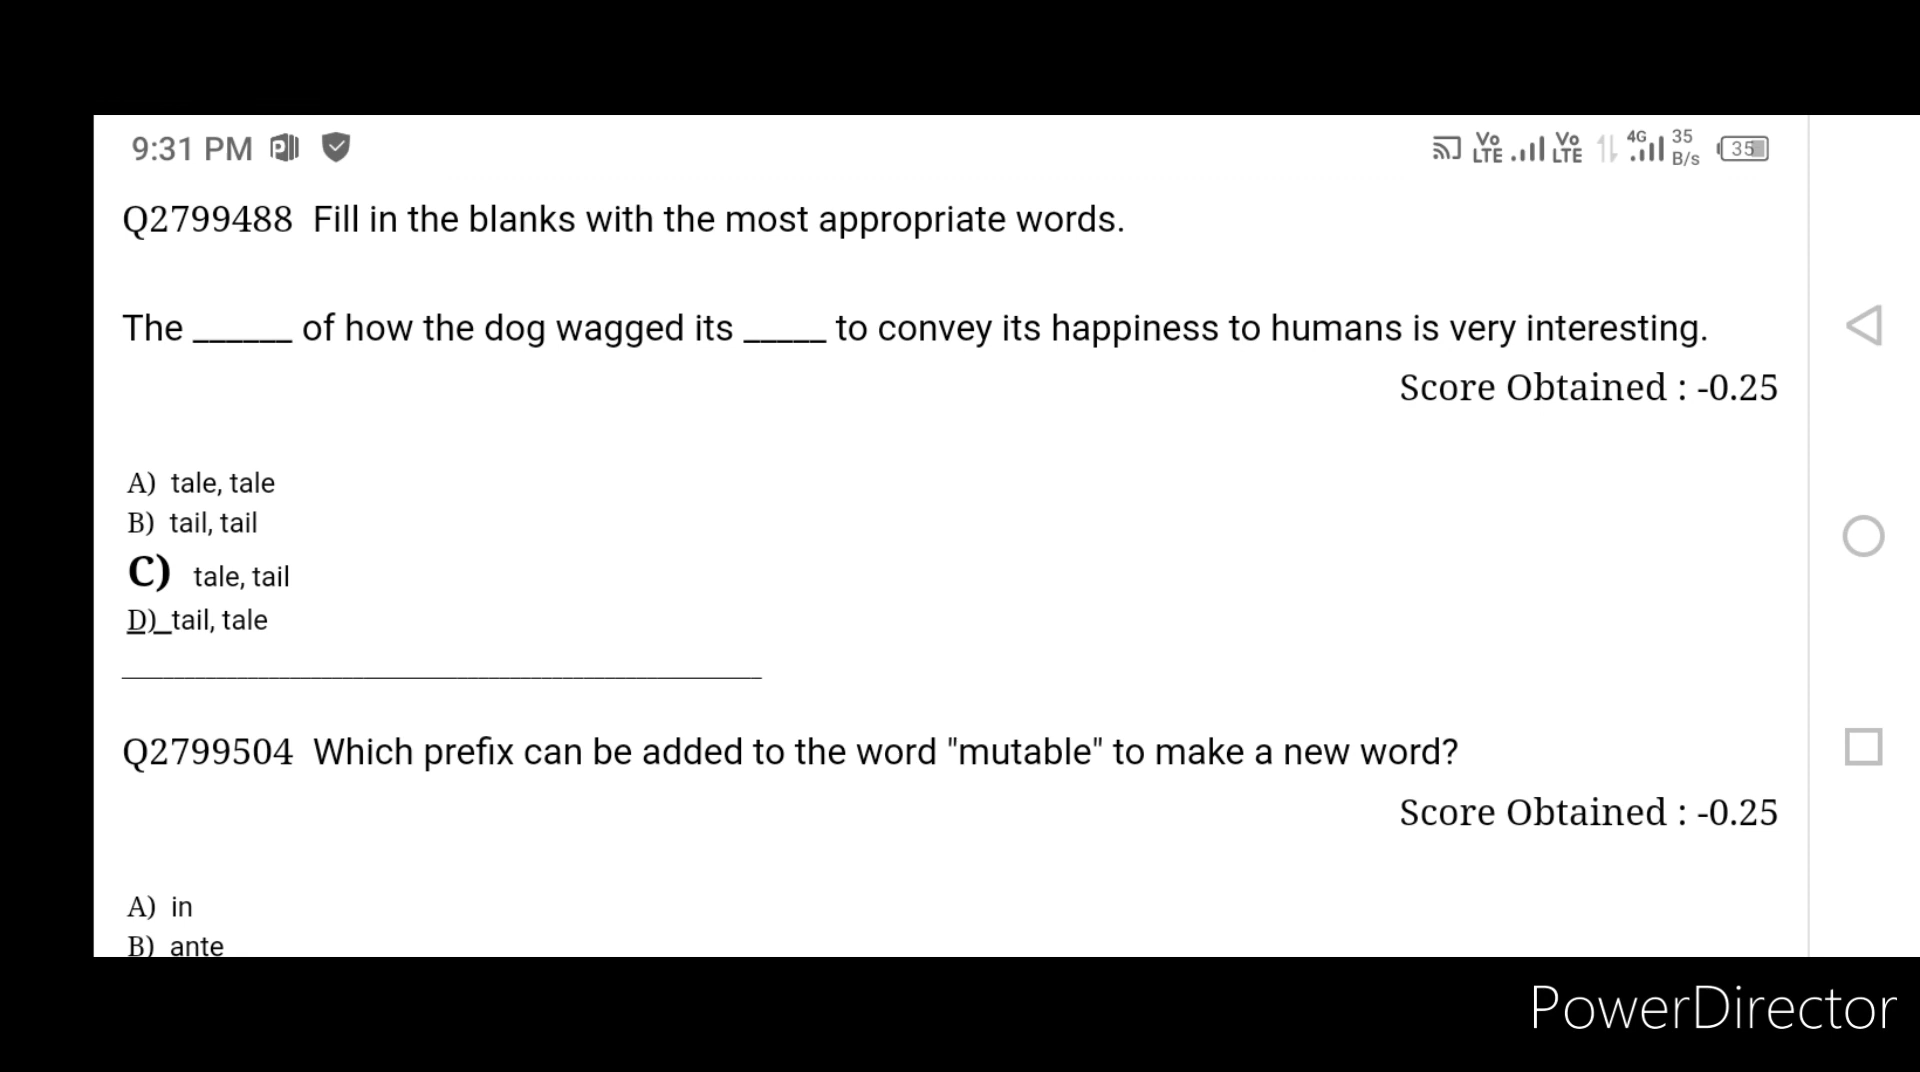 9:31 PM
Vo LTE Vo LTE 4G 35 B/s 35
Q2799488 Fill in the blanks with the most appropriate words.
The ______ of how the dog wagged its _____ to convey its happiness to humans is very interesting.
Score Obtained : -0.25
A) tale, tale
B) tail, tail
C) tale, tail
D) tail, tale
Q2799504 Which prefix can be added to the word "mutable" to make a new word?
Score Obtained : -0.25
A) in
B) ante
PowerDirector